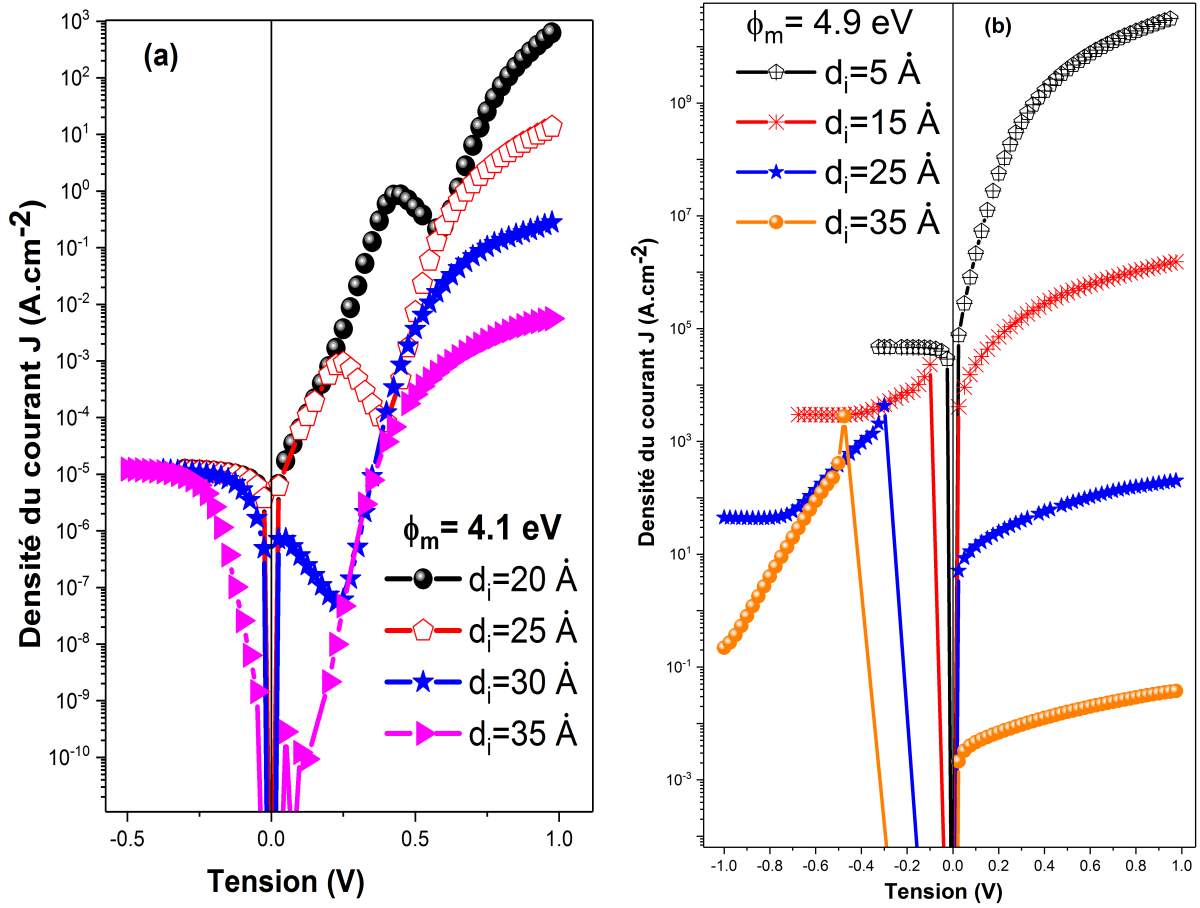 (a)
10^3
10^2
10^1
10^0
10^-1
10^-2
10^-3
10^-4
10^-5
10^-6
10^-7
10^-8
10^-9
10^-10
Densité du courant J (A.cm^-2)
ϕm= 4.1 eV
di=20 Å
di=25 Å
di=30 Å
di=35 Å
-0.5
0.0
0.5
1.0
Tension (V)
(b)
ϕm= 4.9 eV
di=5 Å
di=15 Å
di=25 Å
di=35 Å
10^9
10^7
10^5
10^3
10^1
10^-1
10^-3
Densité du courant J (A.cm^-2)
-1.0 -0.8 -0.6 -0.4 -0.2 0.0 0.2 0.4 0.6 0.8 1.0
Tension (V)